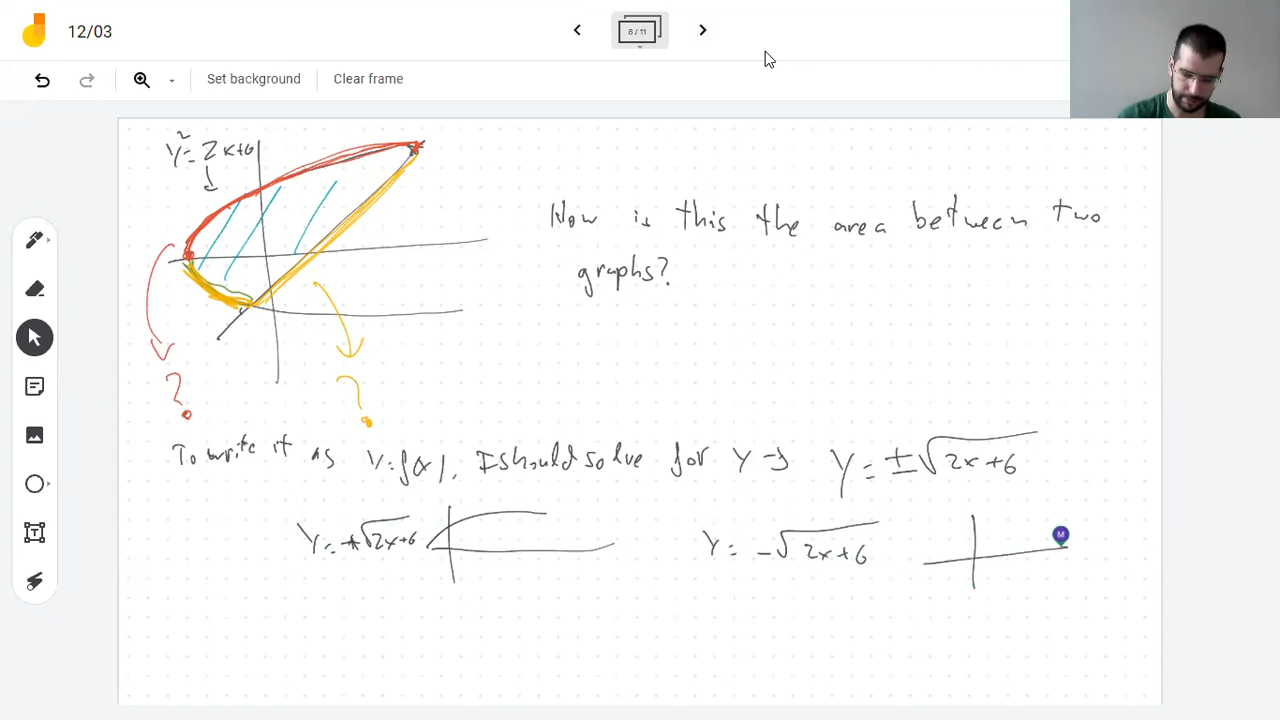 12/03
8 / 11
Set background
Clear frame
y² = 2x+6
How is this the area between two
graphs?
?
?
To write it as y=f(x), I should solve for y → y = ±√2x+6
y = +√2x+6
y = -√2x+6
M